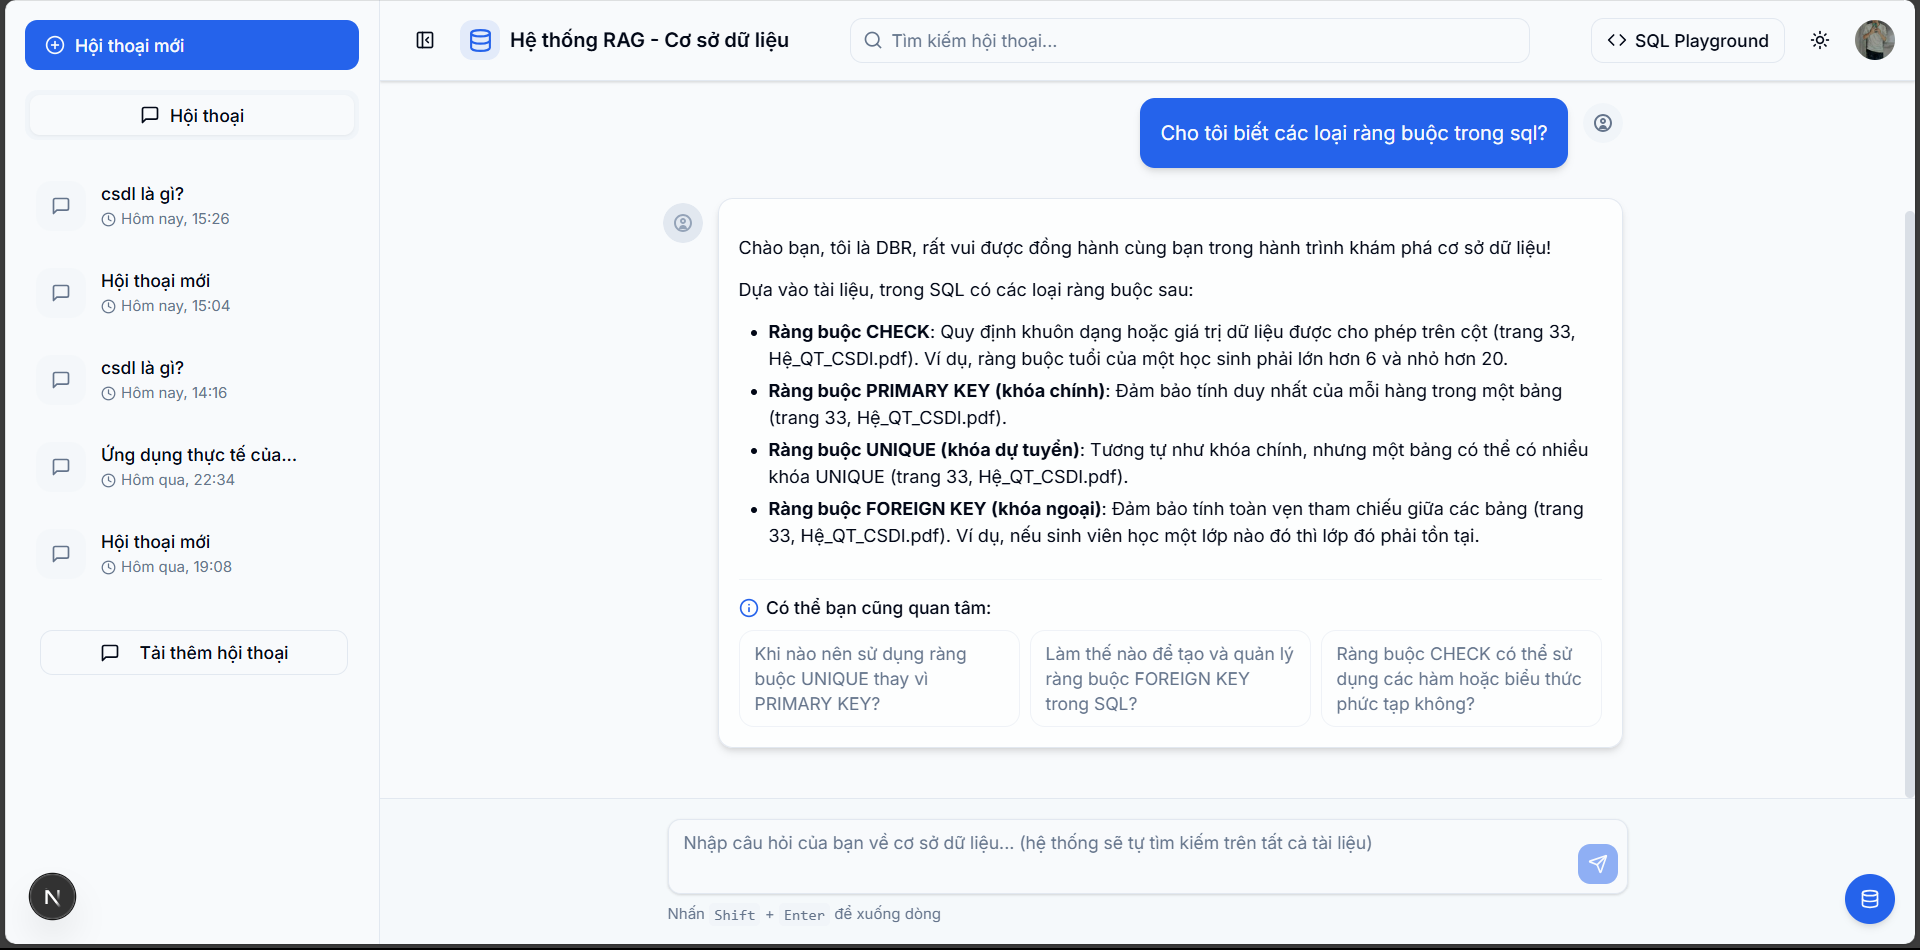 Hội thoại mới
Hệ thống RAG - Cơ sở dữ liệu
Tìm kiếm hội thoại...
SQL Playground
Hội thoại
csdl là gì?
Hôm nay, 15:26
Hội thoại mới
Hôm nay, 15:04
csdl là gì?
Hôm nay, 14:16
Ứng dụng thực tế của...
Hôm qua, 22:34
Hội thoại mới
Hôm qua, 19:08
Tải thêm hội thoại
N
Cho tôi biết các loại ràng buộc trong sql?
Chào bạn, tôi là DBR, rất vui được đồng hành cùng bạn trong hành trình khám phá cơ sở dữ liệu!
Dựa vào tài liệu, trong SQL có các loại ràng buộc sau:
• Ràng buộc CHECK: Quy định khuôn dạng hoặc giá trị dữ liệu được cho phép trên cột (trang 33,
Hệ_QT_CSDl.pdf). Ví dụ, ràng buộc tuổi của một học sinh phải lớn hơn 6 và nhỏ hơn 20.
• Ràng buộc PRIMARY KEY (khóa chính): Đảm bảo tính duy nhất của mỗi hàng trong một bảng
(trang 33, Hệ_QT_CSDl.pdf).
• Ràng buộc UNIQUE (khóa dự tuyển): Tương tự như khóa chính, nhưng một bảng có thể có nhiều
khóa UNIQUE (trang 33, Hệ_QT_CSDl.pdf).
• Ràng buộc FOREIGN KEY (khóa ngoại): Đảm bảo tính toàn vẹn tham chiếu giữa các bảng (trang
33, Hệ_QT_CSDl.pdf). Ví dụ, nếu sinh viên học một lớp nào đó thì lớp đó phải tồn tại.
Có thể bạn cũng quan tâm:
Khi nào nên sử dụng ràng
buộc UNIQUE thay vì
PRIMARY KEY?
Làm thế nào để tạo và quản lý
ràng buộc FOREIGN KEY
trong SQL?
Ràng buộc CHECK có thể sử
dụng các hàm hoặc biểu thức
phức tạp không?
Nhập câu hỏi của bạn về cơ sở dữ liệu... (hệ thống sẽ tự tìm kiếm trên tất cả tài liệu)
Nhấn Shift + Enter để xuống dòng